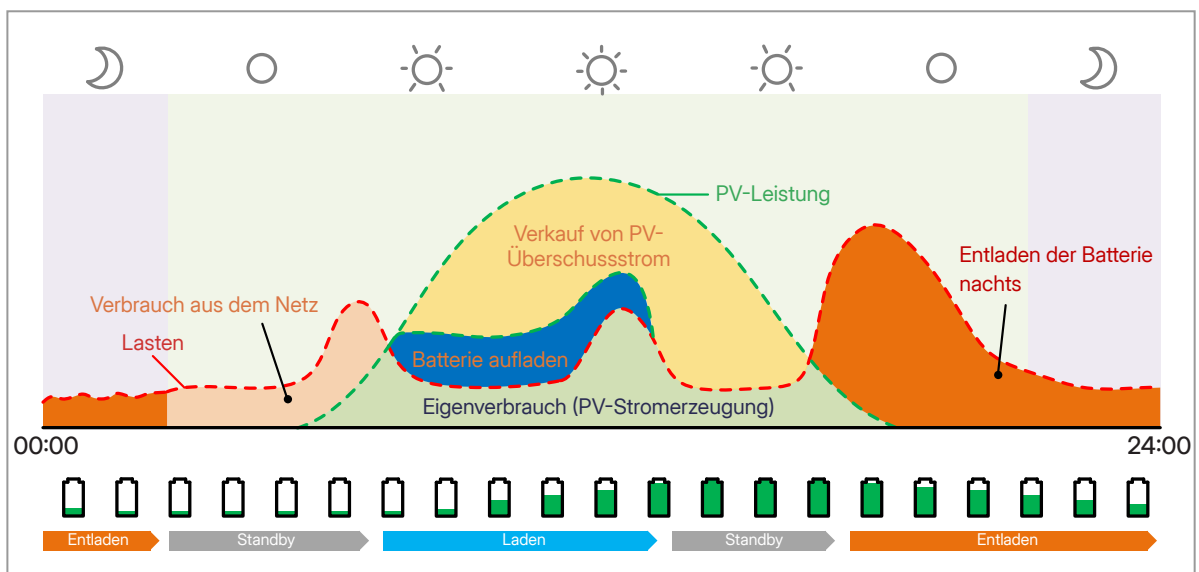 PV-Leistung
Verkauf von PV-
Überschussstrom
Entladen der Batterie
nachts
Verbrauch aus dem Netz
Lasten
Batterie aufladen
Eigenverbrauch (PV-Stromerzeugung)
00:00
24:00
Entladen
Standby
Laden
Standby
Entladen